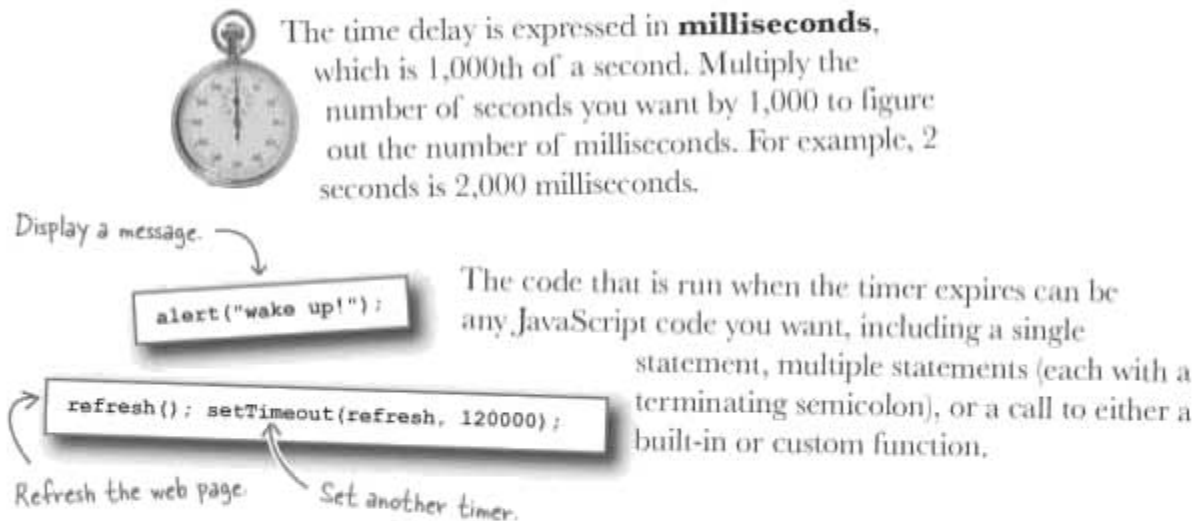 The time delay is expressed in milliseconds,
which is 1,000th of a second. Multiply the
number of seconds you want by 1,000 to figure
out the number of milliseconds. For example, 2
seconds is 2,000 milliseconds.
Display a message.
alert("wake up!");
The code that is run when the timer expires can be
any JavaScript code you want, including a single
statement, multiple statements (each with a
terminating semicolon), or a call to either a
built-in or custom function.
refresh(); setTimeout(refresh, 120000);
Refresh the web page.
Set another timer.